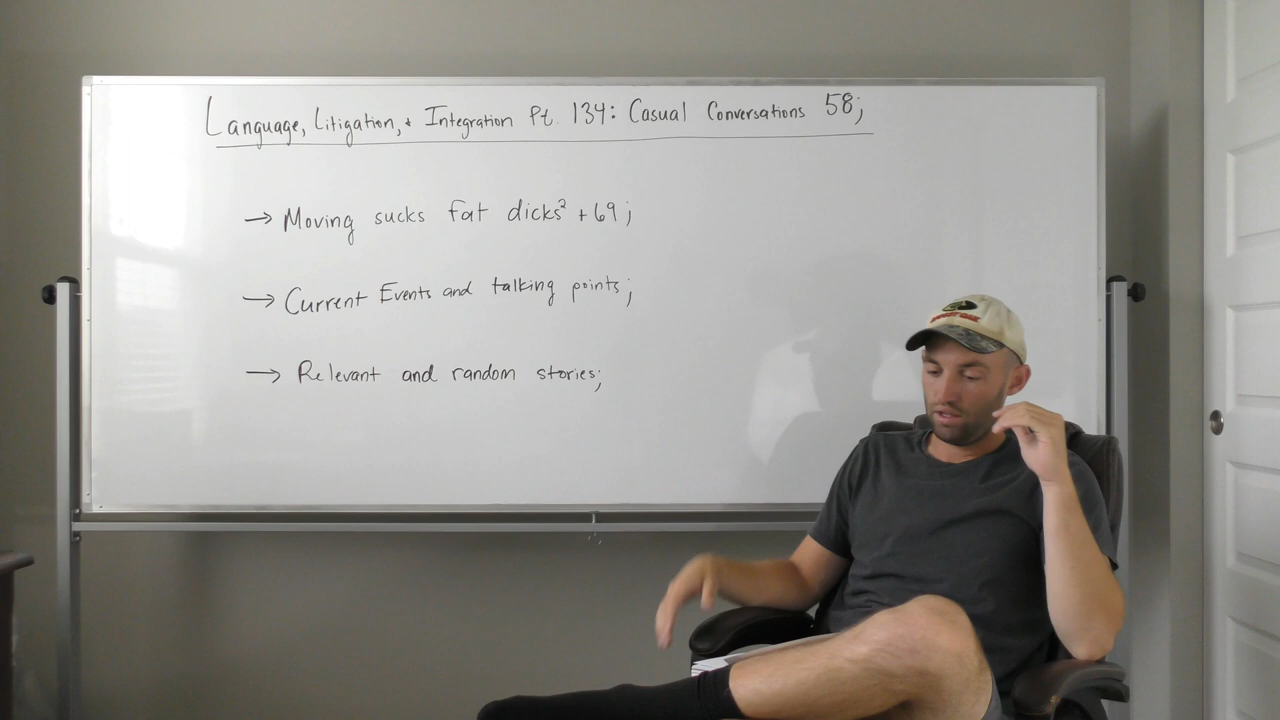 Language, Litigation, + Integration Pt. 134: Casual Conversations 58;
→ Moving sucks fat dicks² + 69;
→ Current Events and talking points;
→ Relevant and random stories;